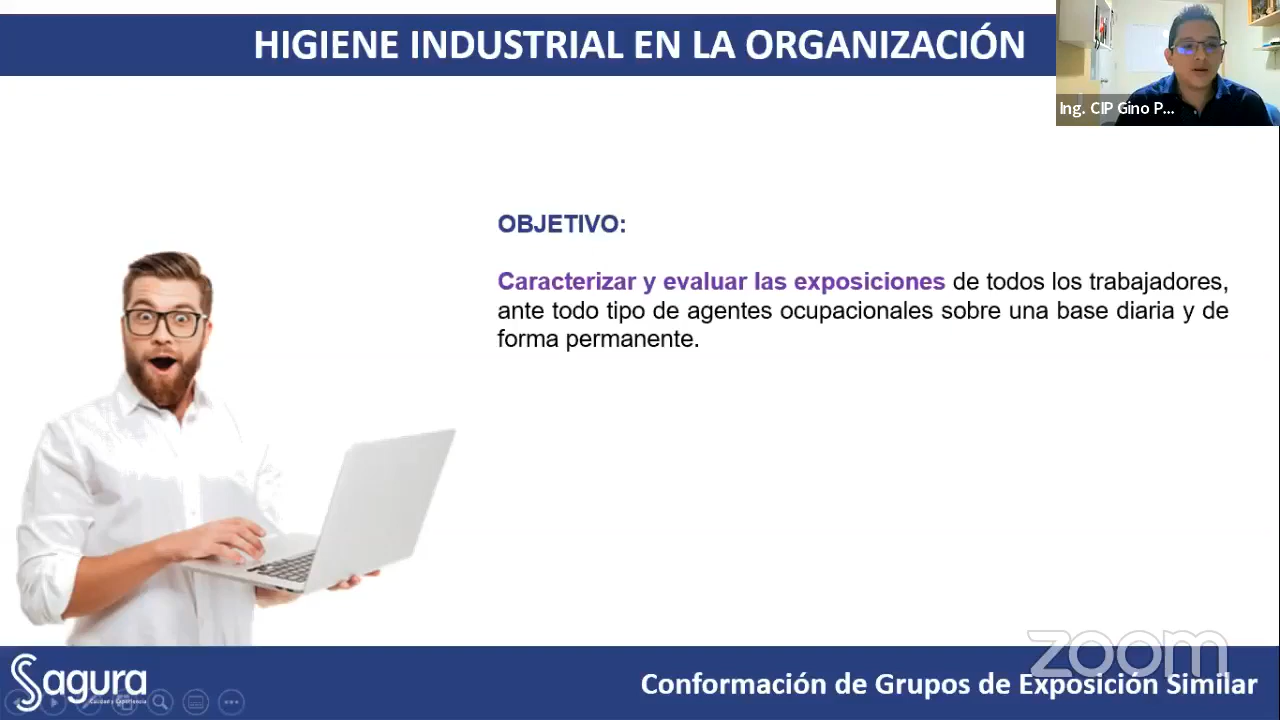 HIGIENE INDUSTRIAL EN LA ORGANIZACIÓN
Ing. CIP Gino P...
OBJETIVO:
Caracterizar y evaluar las exposiciones de todos los trabajadores,
ante todo tipo de agentes ocupacionales sobre una base diaria y de
forma permanente.
zoom
Sagura
Calidad y Experiencia
Conformación de Grupos de Exposición Similar